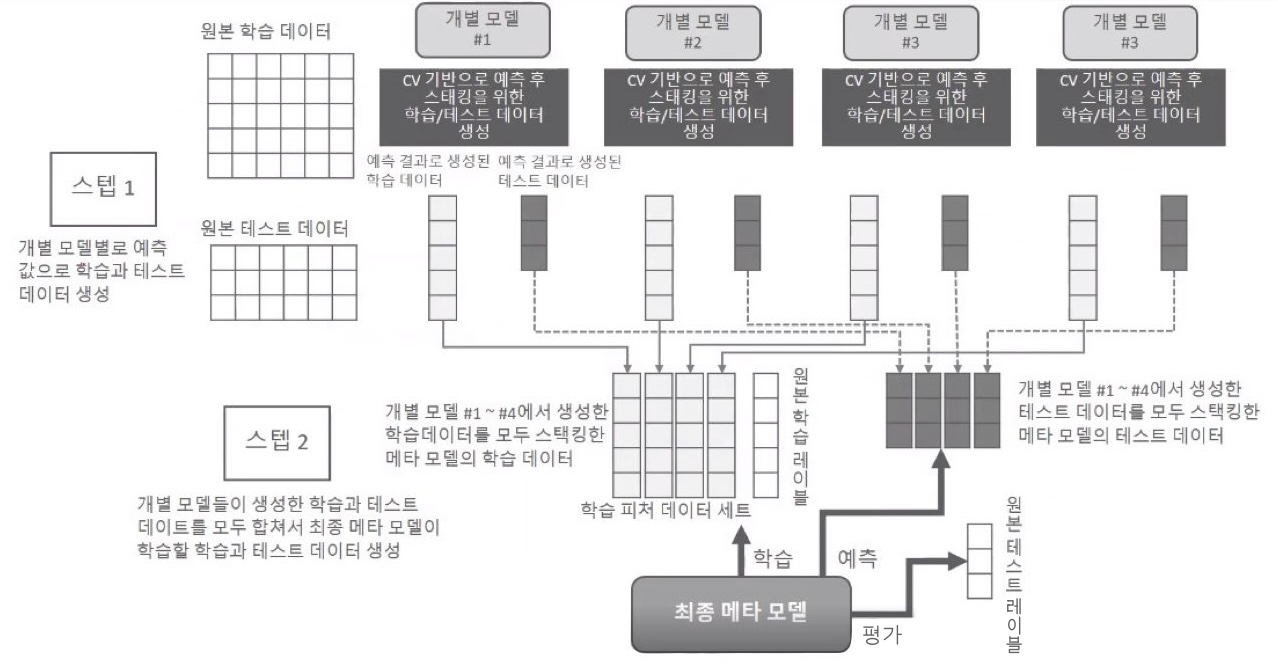 원본 학습 데이터
개별 모델
#1
개별 모델
#2
개별 모델
#3
개별 모델
#3
CV 기반으로 예측 후
스태킹을 위한
학습/테스트 데이터
생성
CV 기반으로 예측 후
스태킹을 위한
학습/테스트 데이터
생성
CV 기반으로 예측 후
스태킹을 위한
학습/테스트 데이터
생성
CV 기반으로 예측 후
스태킹을 위한
학습/테스트 데이터
생성
예측 결과로 생성된
학습 데이터
예측 결과로 생성된
테스트 데이터
스텝 1
개별 모델별로 예측
값으로 학습과 테스트
데이터 생성
원본 테스트 데이터
스텝 2
개별 모델들이 생성한 학습과 테스트
데이트를 모두 합쳐서 최종 메타 모델이
학습할 학습과 테스트 데이터 생성
개별 모델 #1 ~ #4에서 생성한
학습데이터를 모두 스택킹한
메타 모델의 학습 데이터
원본 학습 레이블
학습 피처 데이터 세트
개별 모델 #1 ~ #4에서 생성한
테스트 데이터를 모두 스택킹한
메타 모델의 테스트 데이터
학습
예측
최종 메타 모델
평가
원본 테스트 레이블